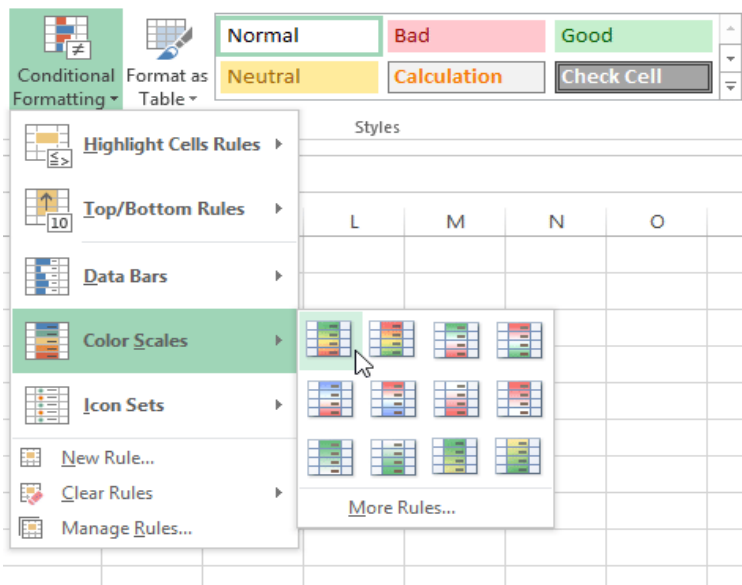 Normal
Bad
Good
Conditional Formatting
Format as Table
Neutral
Calculation
Check Cell
Styles
Highlight Cells Rules
Top/Bottom Rules
10
L M N O
Data Bars
Color Scales
Icon Sets
New Rule...
Clear Rules
More Rules...
Manage Rules...